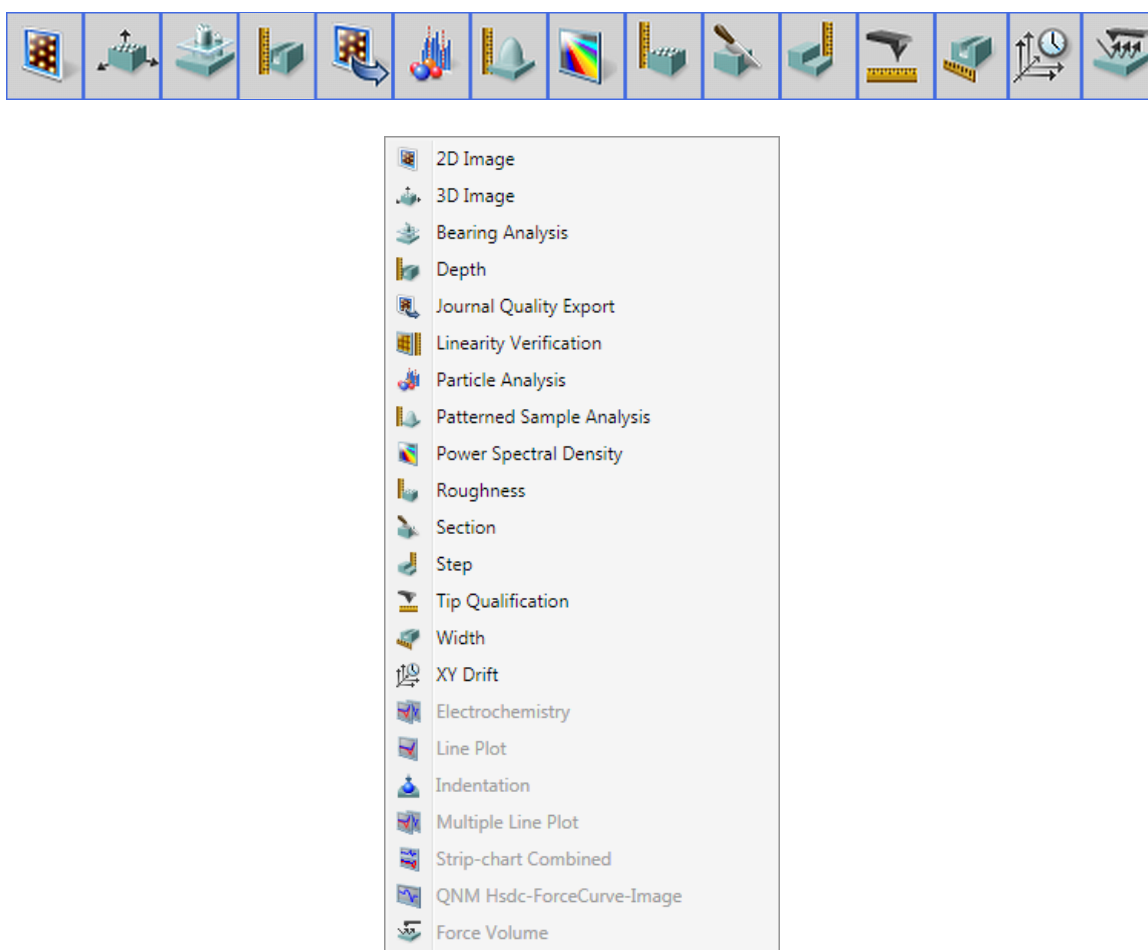 2D Image
3D Image
Bearing Analysis
Depth
Journal Quality Export
Linearity Verification
Particle Analysis
Patterned Sample Analysis
Power Spectral Density
Roughness
Section
Step
Tip Qualification
Width
XY Drift
Electrochemistry
Line Plot
Indentation
Multiple Line Plot
Strip-chart Combined
QNM Hsdc-ForceCurve-Image
Force Volume